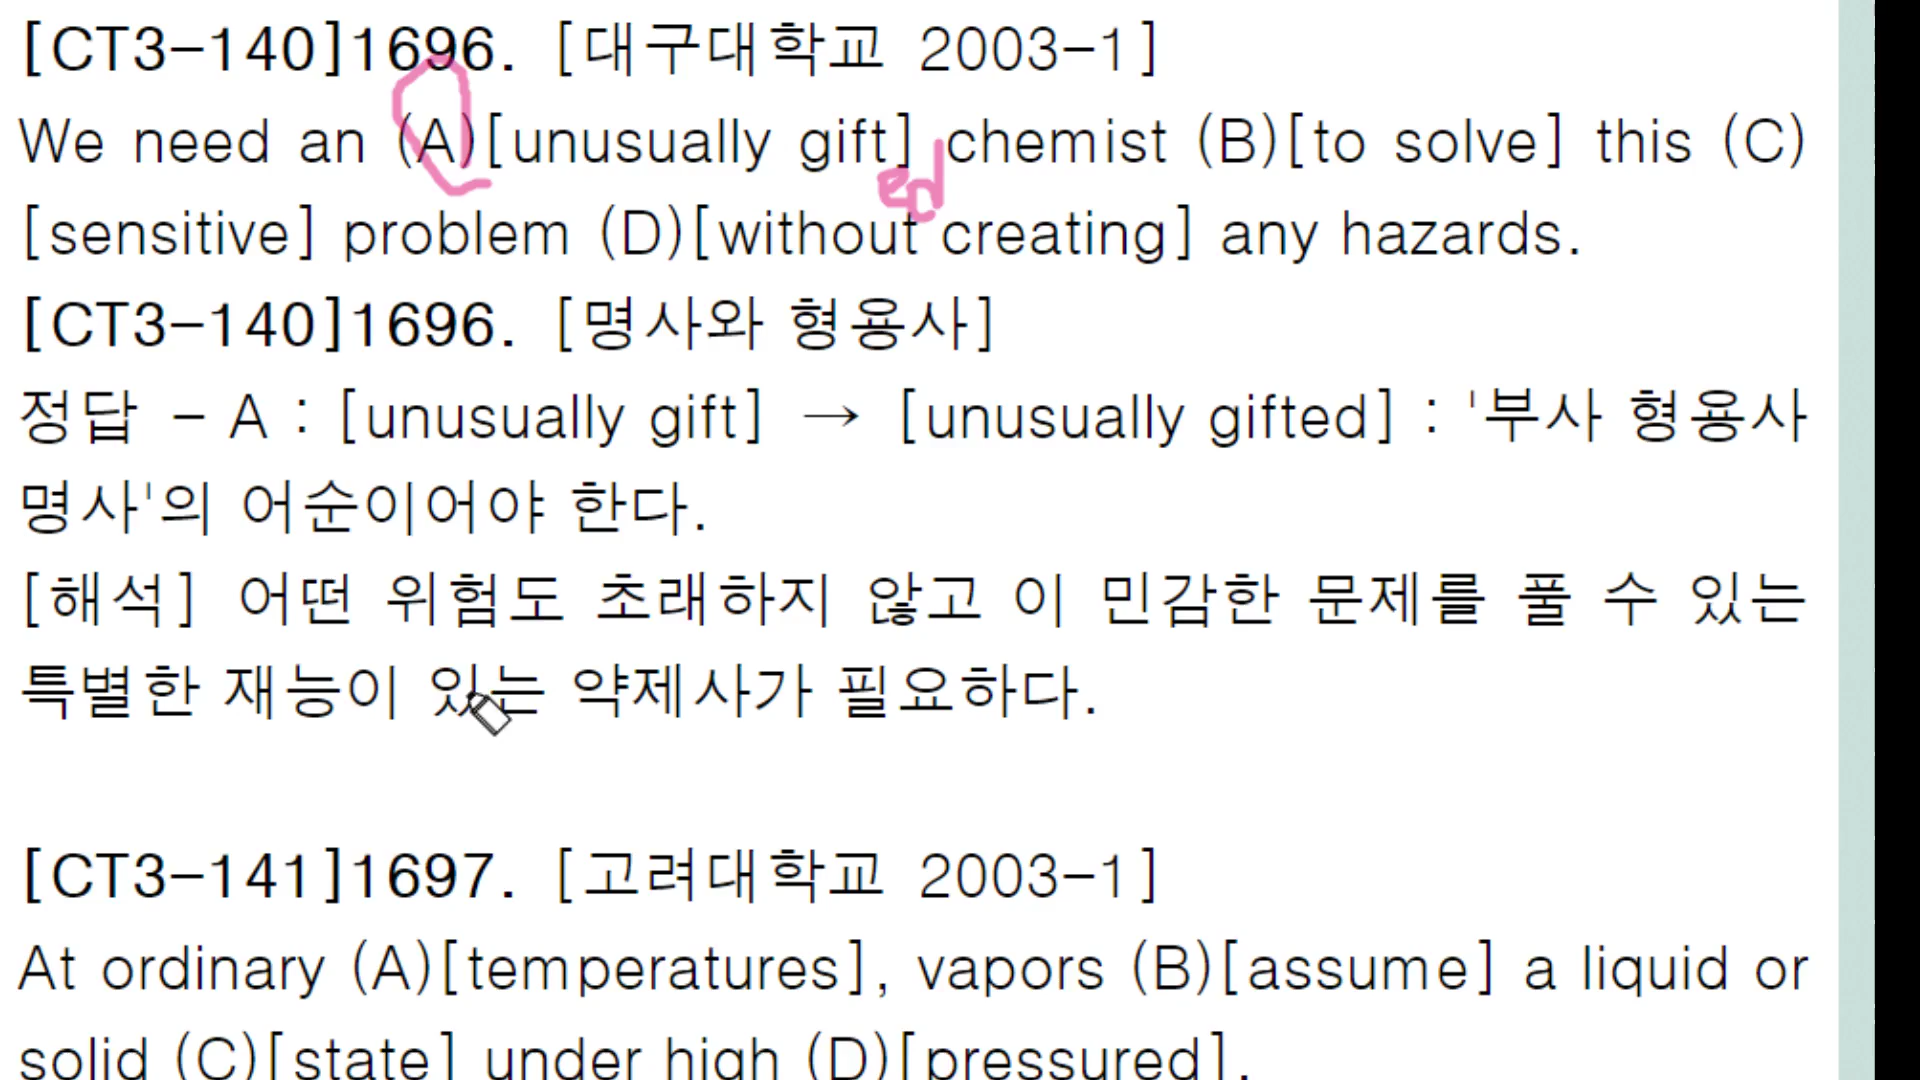 [CT3-140]1696. [대구대학교 2003-1]
We need an (A)[unusually gift] chemist (B)[to solve] this (C)
ed
[sensitive] problem (D)[without creating] any hazards.
[CT3-140]1696. [명사와 형용사]
정답 - A : [unusually gift] → [unusually gifted] : '부사 형용사
명사'의 어순이어야 한다.
[해석] 어떤 위험도 초래하지 않고 이 민감한 문제를 풀 수 있는
특별한 재능이 있는 약제사가 필요하다.
[CT3-141]1697. [고려대학교 2003-1]
At ordinary (A)[temperatures], vapors (B)[assume] a liquid or
solid (C)[state] under high (D)[pressured].